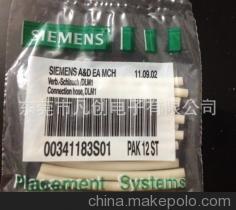 SIEMENS
SIEMENS A&D EA MCH 11.09.02
Verb.-Schlauch /DLM1
Connection hose, DLM1
东莞市凡创电子有限公司
00341183S01 PAK 12 ST
Placement Systems
china.makepolo.com